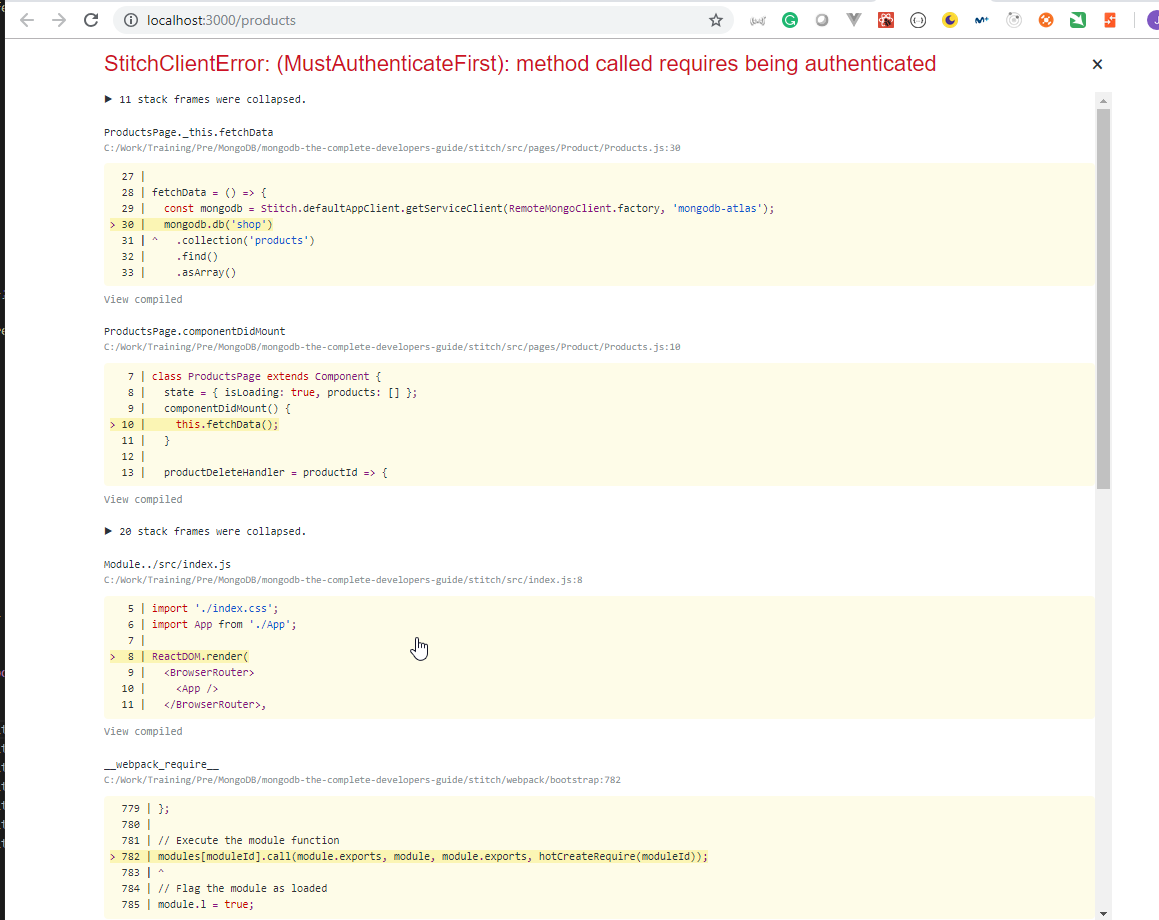 localhost:3000/products
StitchClientError: (MustAuthenticateFirst): method called requires being authenticated
▶ 11 stack frames were collapsed.
ProductsPage._this.fetchData
C:/Work/Training/Pre/MongoDB/mongodb-the-complete-developers-guide/stitch/src/pages/Product/Products.js:30
27 |
28 | fetchData = () => {
29 |   const mongodb = Stitch.defaultAppClient.getServiceClient(RemoteMongoClient.factory, 'mongodb-atlas');
> 30 |   mongodb.db('shop')
31 | ^   .collection('products')
32 |     .find()
33 |     .asArray()
View compiled
ProductsPage.componentDidMount
C:/Work/Training/Pre/MongoDB/mongodb-the-complete-developers-guide/stitch/src/pages/Product/Products.js:10
7 | class ProductsPage extends Component {
8 |   state = { isLoading: true, products: [] };
9 |   componentDidMount() {
> 10 |     this.fetchData();
11 |   }
12 |
13 |   productDeleteHandler = productId => {
View compiled
▶ 20 stack frames were collapsed.
Module../src/index.js
C:/Work/Training/Pre/MongoDB/mongodb-the-complete-developers-guide/stitch/src/index.js:8
5 | import './index.css';
6 | import App from './App';
7 |
> 8 | ReactDOM.render(
9 |   <BrowserRouter>
10 |     <App />
11 |   </BrowserRouter>,
View compiled
__webpack_require__
C:/Work/Training/Pre/MongoDB/mongodb-the-complete-developers-guide/stitch/webpack/bootstrap:782
779 | };
780 |
781 | // Execute the module function
> 782 | modules[moduleId].call(module.exports, module, module.exports, hotCreateRequire(moduleId));
783 | ^
784 | // Flag the module as loaded
785 | module.l = true;